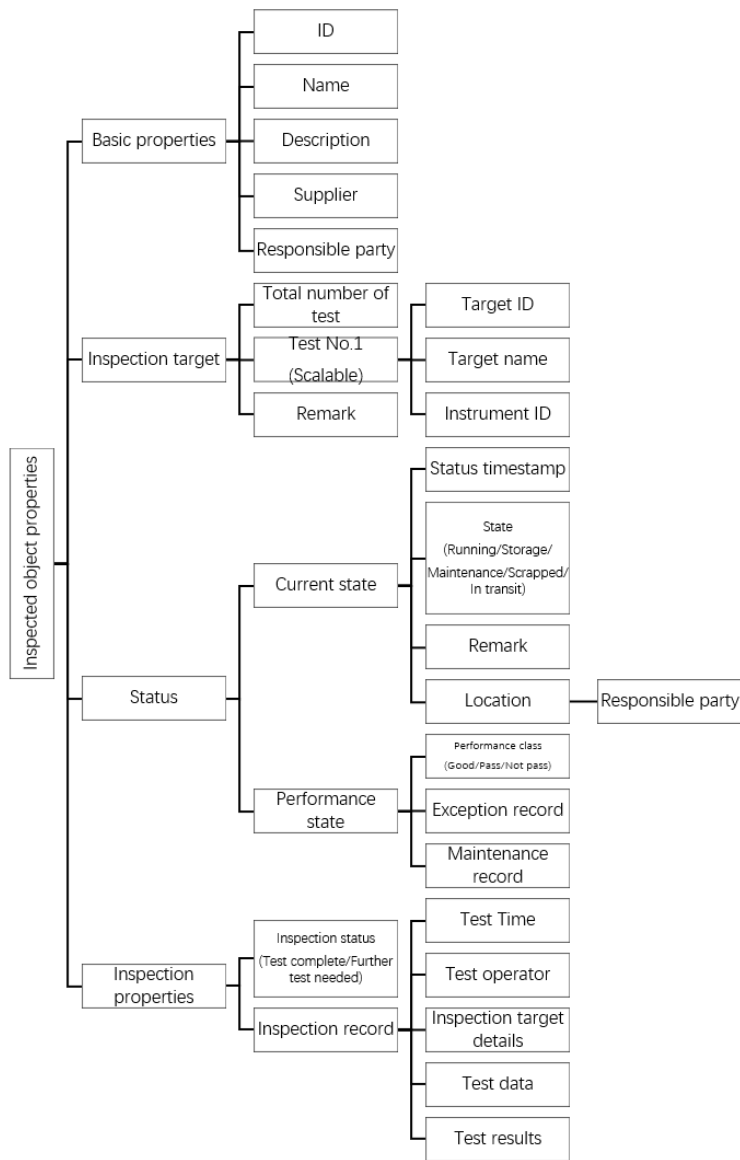 ID
Name
Basic properties
Description
Supplier
Responsible party
Total number of
test
Target ID
Inspection target
Test No.1
(Scalable)
Target name
Remark
Instrument ID
Inspected object properties
Status timestamp
State
(Running/Storage/
Maintenance/Scrapped/
In transit)
Current state
Remark
Status
Location
Responsible party
Performance class
(Good/Pass/Not pass)
Performance
state
Exception record
Maintenance
record
Inspection
properties
Inspection status
(Test complete/Further
test needed)
Inspection record
Test Time
Test operator
Inspection target
details
Test data
Test results